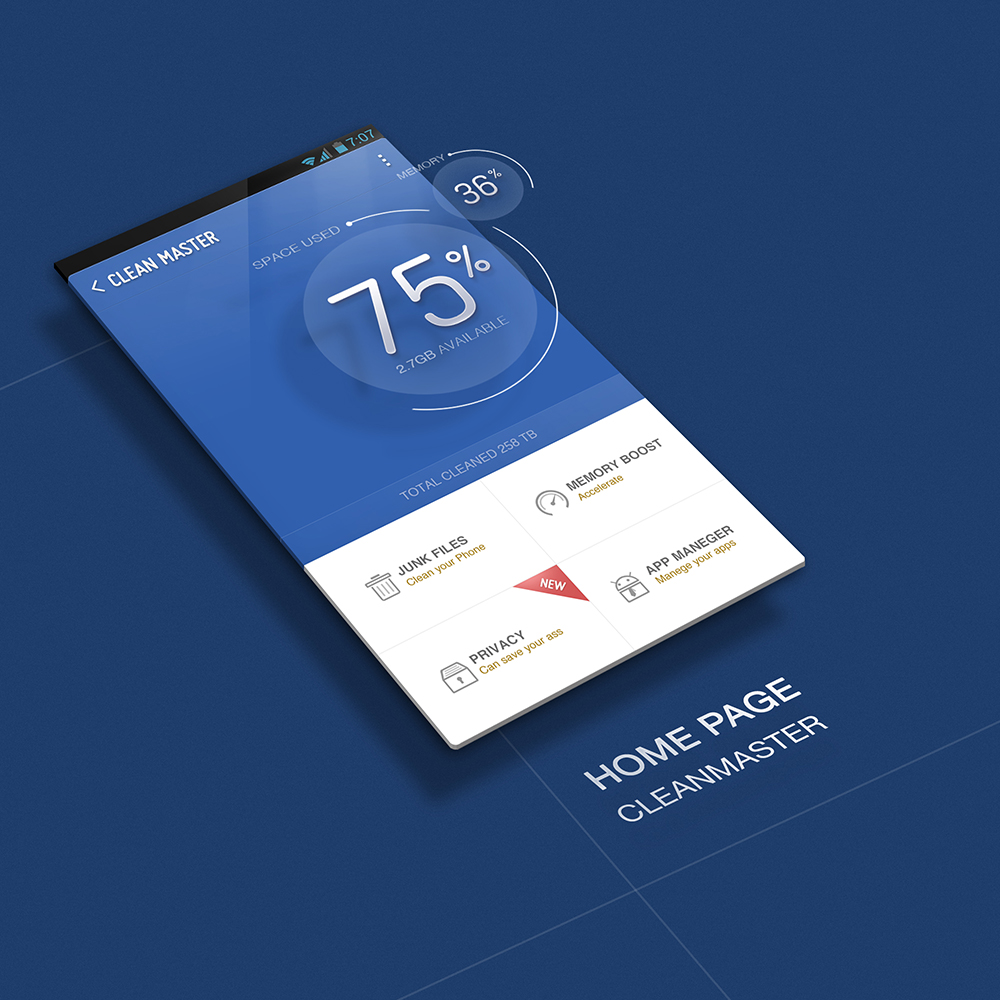 7:07
CLEAN MASTER
MEMORY
36%
SPACE USED
75%
2.7GB AVAILABLE
TOTAL CLEANED 258 TB
JUNK FILES
Clean your Phone
MEMORY BOOST
Accelerate
NEW
PRIVACY
Can save your ass
APP MANEGER
Manege your apps
HOME PAGE
CLEANMASTER